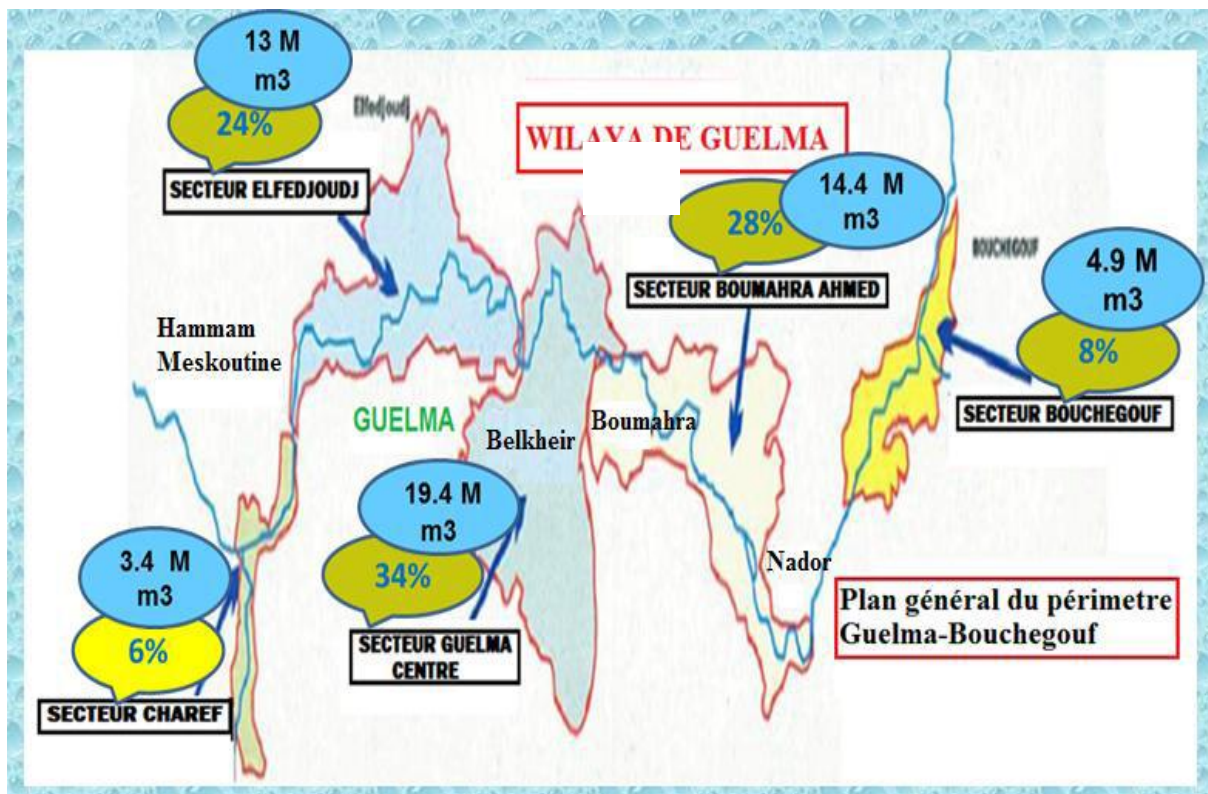 13 M
m3
24%
Elfedjoudj
SECTEUR ELFEDJOUDJ
WILAYA DE GUELMA
14.4 M
m3
28%
SECTEUR BOUMAHRA AHMED
BOUCHEGOUF
4.9 M
m3
8%
SECTEUR BOUCHEGOUF
Hammam
Meskoutine
GUELMA
Belkheir
Boumahra
19.4 M
m3
34%
SECTEUR GUELMA
CENTRE
3.4 M
m3
6%
SECTEUR CHAREF
Nador
Plan général du périmetre
Guelma-Bouchegouf